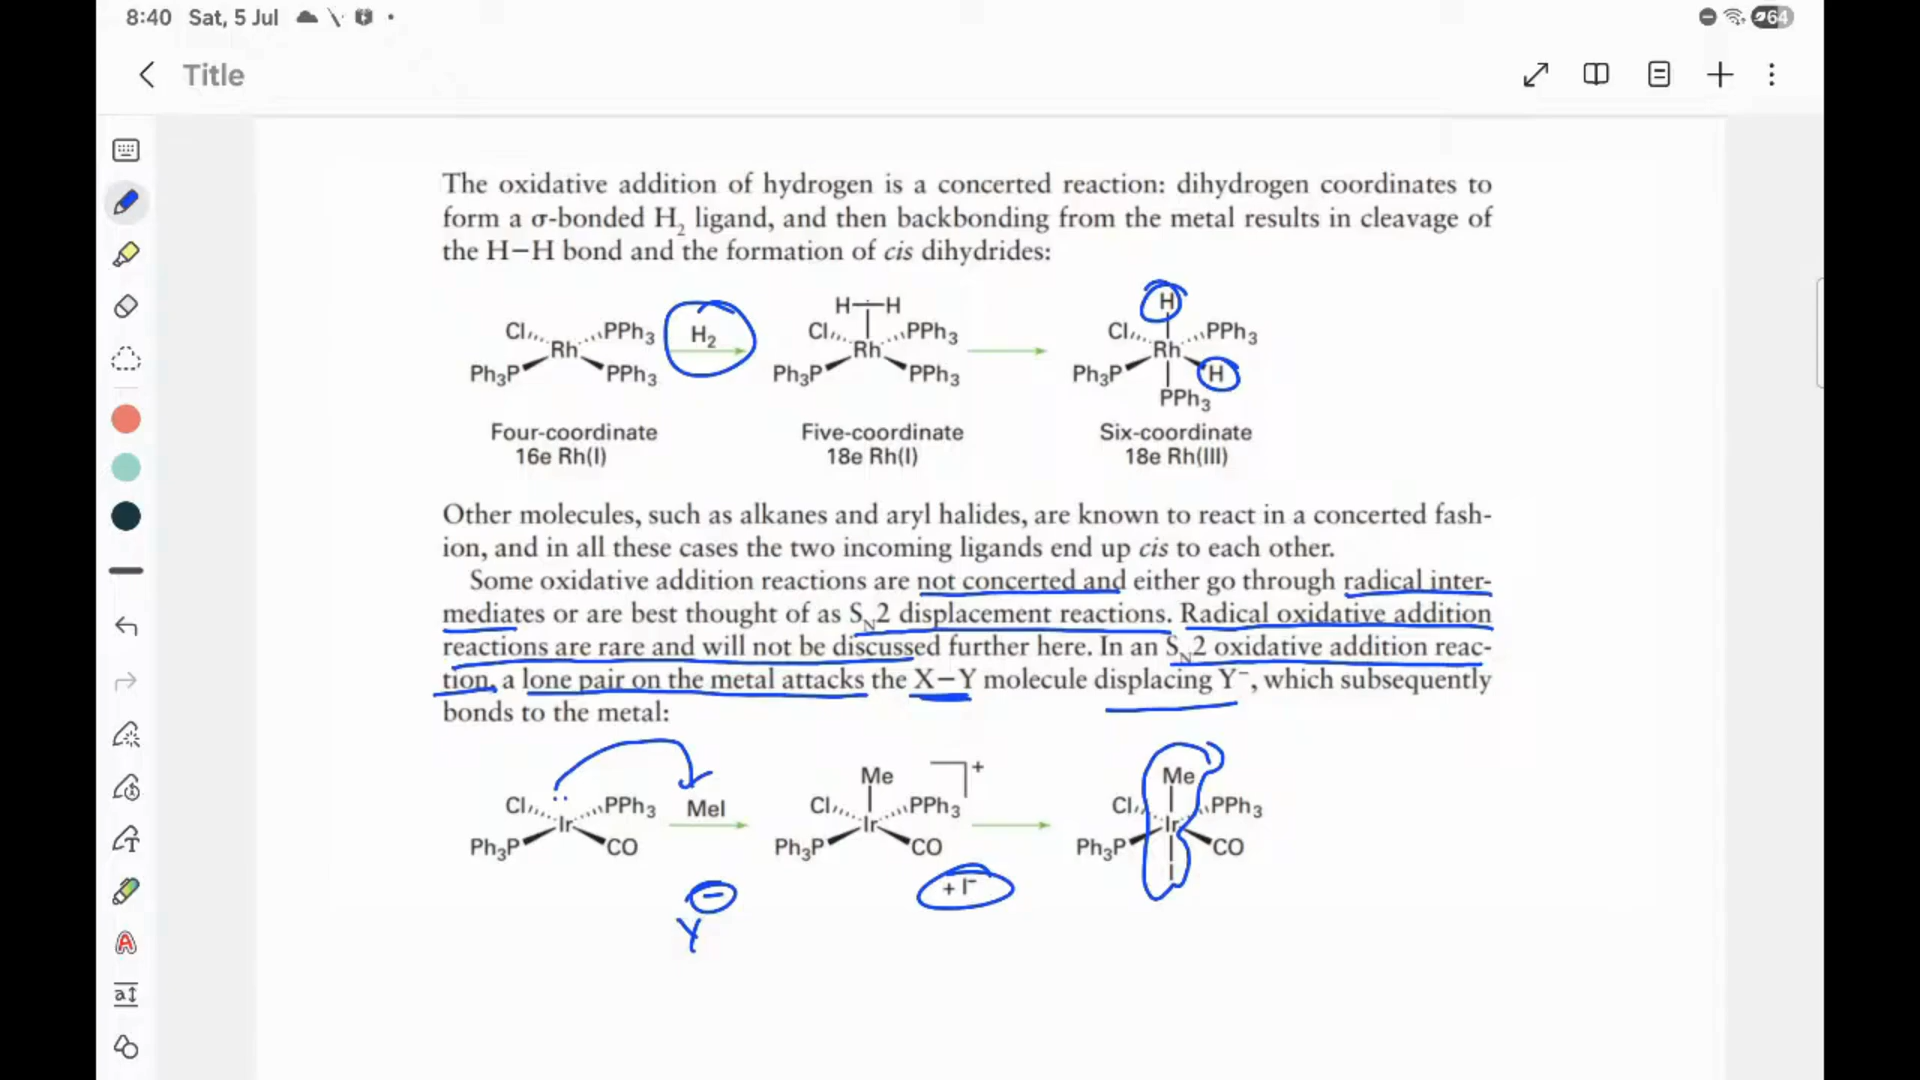 8:40 Sat, 5 Jul
64
Title
The oxidative addition of hydrogen is a concerted reaction: dihydrogen coordinates to
form a σ-bonded H₂ ligand, and then backbonding from the metal results in cleavage of
the H−H bond and the formation of cis dihydrides:
H—H
H
Cl PPh₃ H₂ Cl PPh₃ Cl PPh₃
Rh Rh Rh
Ph₃P PPh₃ Ph₃P PPh₃ Ph₃P H
PPh₃
Four-coordinate Five-coordinate Six-coordinate
16e Rh(I) 18e Rh(I) 18e Rh(III)
Other molecules, such as alkanes and aryl halides, are known to react in a concerted fash-
ion, and in all these cases the two incoming ligands end up cis to each other.
Some oxidative addition reactions are not concerted and either go through radical inter-
mediates or are best thought of as S_N2 displacement reactions. Radical oxidative addition
reactions are rare and will not be discussed further here. In an S_N2 oxidative addition reac-
tion, a lone pair on the metal attacks the X−Y molecule displacing Y⁻, which subsequently
bonds to the metal:
Me + Me
Cl PPh₃ MeI Cl PPh₃ Cl PPh₃
Ir Ir Ir
Ph₃P CO Ph₃P CO Ph₃P CO
+ I⁻ I
−
Y
A
aI